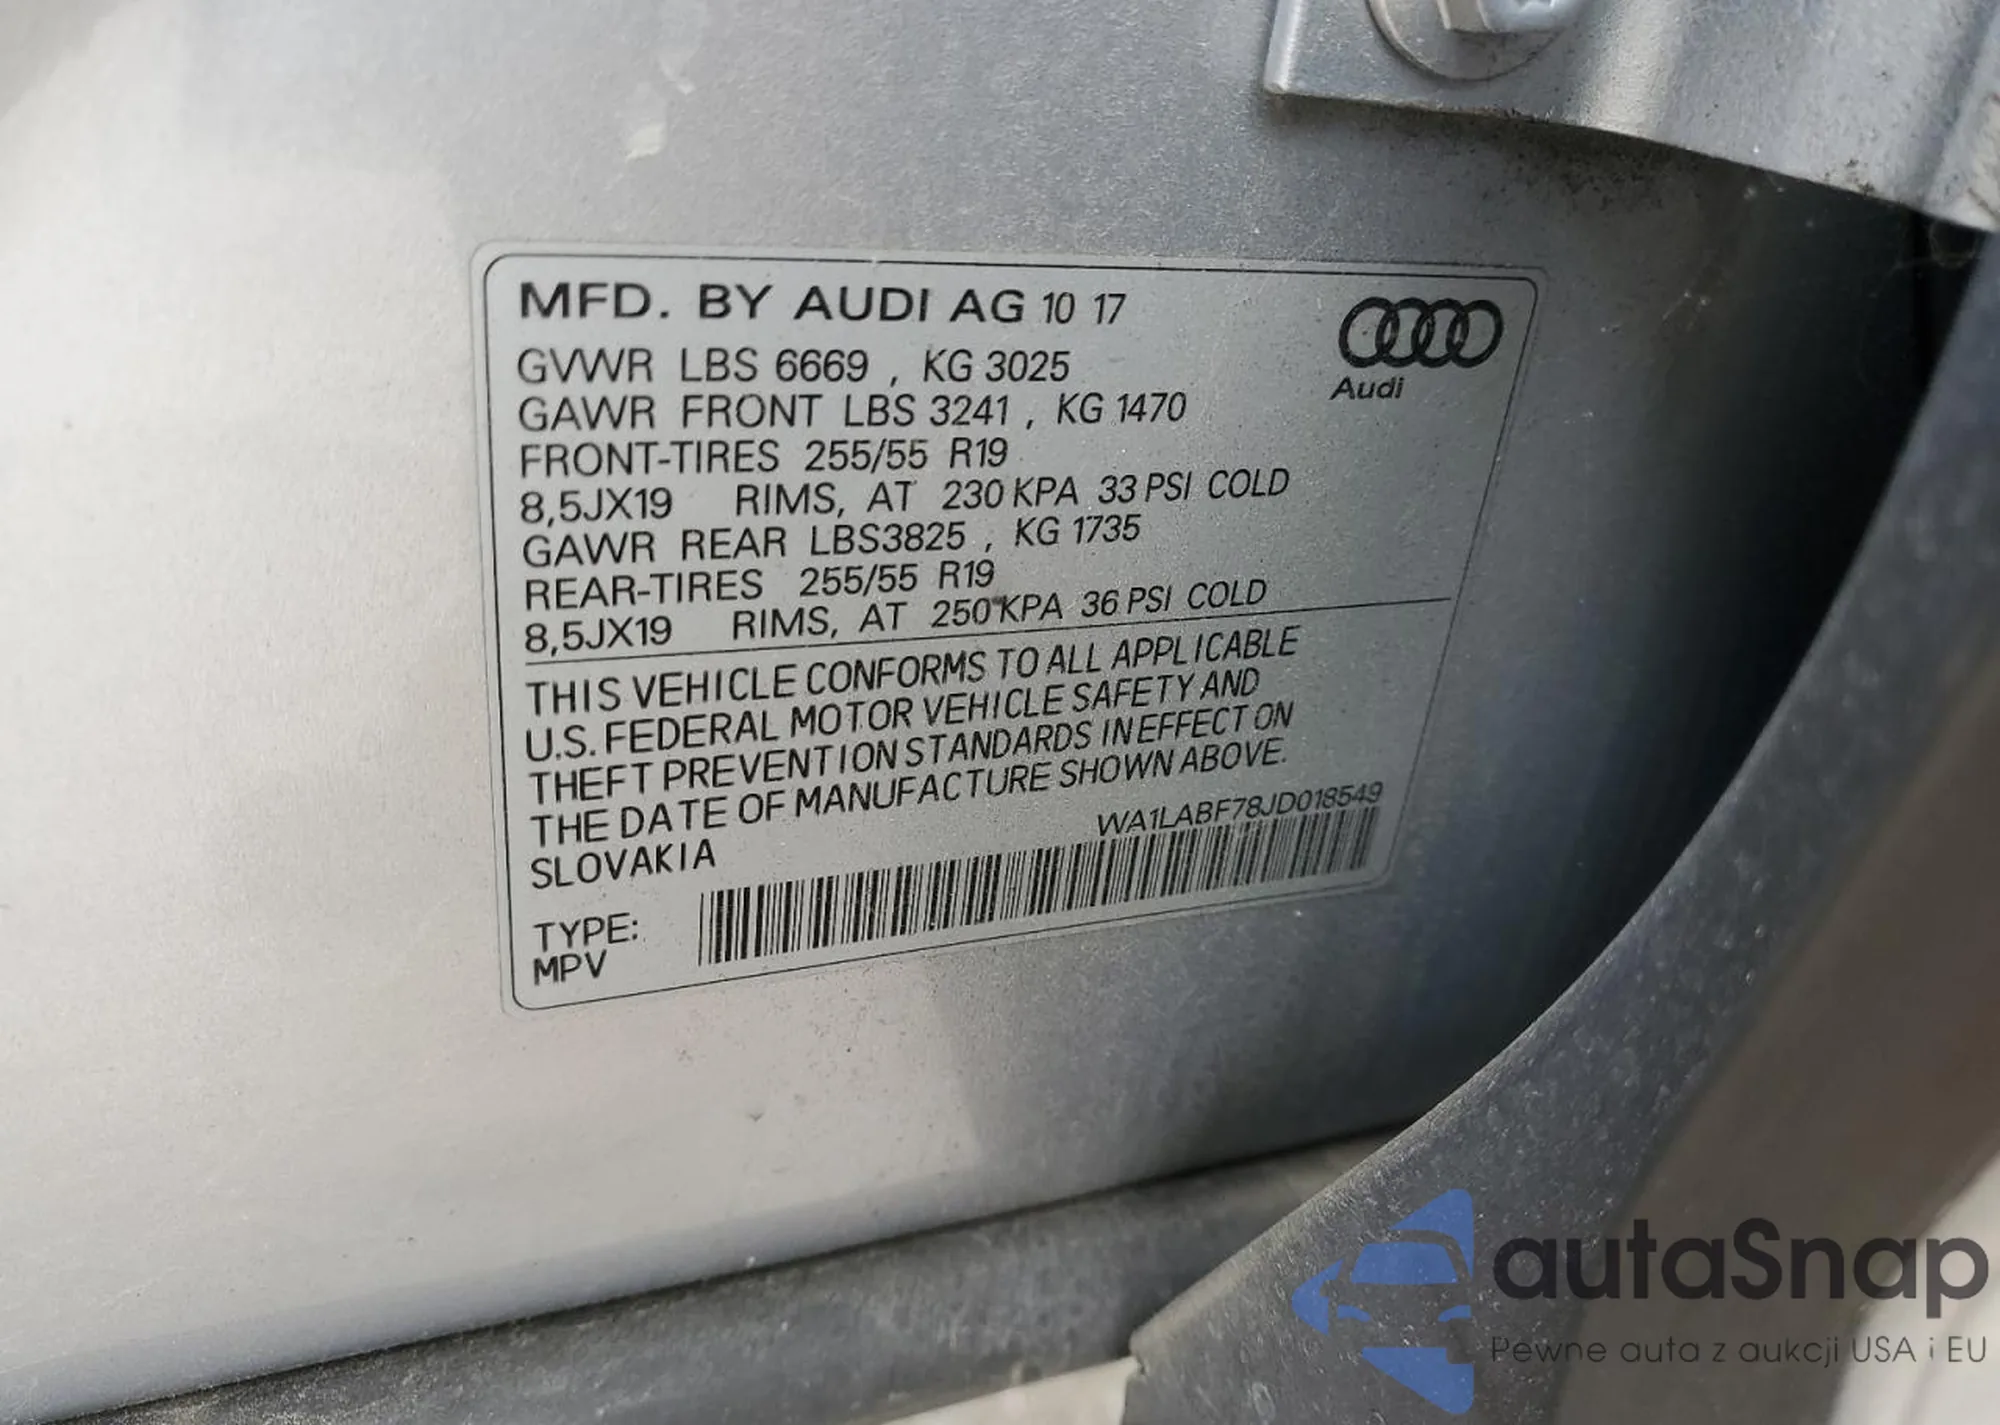 MFD. BY AUDI AG 10 17
Audi
GVWR LBS 6669 , KG 3025
GAWR FRONT LBS 3241 , KG 1470
FRONT-TIRES 255/55 R19
8,5JX19 RIMS, AT 230 KPA 33 PSI COLD
GAWR REAR LBS3825 , KG 1735
REAR-TIRES 255/55 R19
8,5JX19 RIMS, AT 250 KPA 36 PSI COLD
THIS VEHICLE CONFORMS TO ALL APPLICABLE
U.S. FEDERAL MOTOR VEHICLE SAFETY AND
THEFT PREVENTION STANDARDS IN EFFECT ON
THE DATE OF MANUFACTURE SHOWN ABOVE.
SLOVAKIA
WA1LABF78JD018549
TYPE:
MPV
autaSnap
Pewne auta z aukcji USA i EU